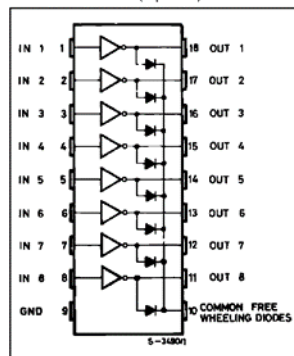 IN 1 1 18 OUT 1
IN 2 2 17 OUT 2
IN 3 3 16 OUT 3
IN 4 4 15 OUT 4
IN 5 5 14 OUT 5
IN 6 6 13 OUT 6
IN 7 7 12 OUT 7
IN 8 8 11 OUT 8
GND 9 10 COMMON FREE
WHEELING DIODES
S-3480/1